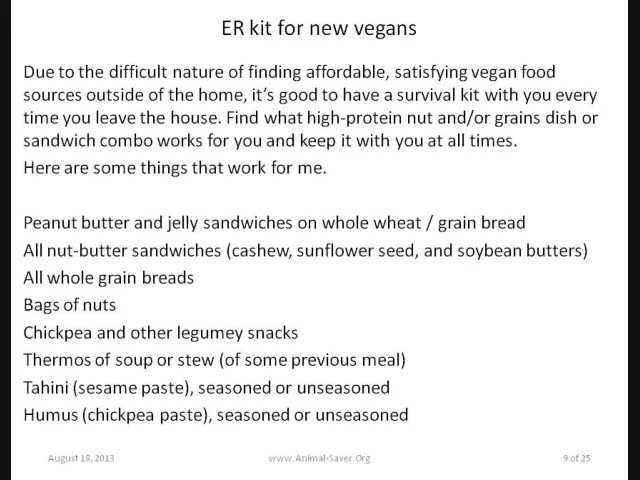 ER kit for new vegans
Due to the difficult nature of finding affordable, satisfying vegan food
sources outside of the home, it's good to have a survival kit with you every
time you leave the house. Find what high-protein nut and/or grains dish or
sandwich combo works for you and keep it with you at all times.
Here are some things that work for me.
Peanut butter and jelly sandwiches on whole wheat / grain bread
All nut-butter sandwiches (cashew, sunflower seed, and soybean butters)
All whole grain breads
Bags of nuts
Chickpea and other legumey snacks
Thermos of soup or stew (of some previous meal)
Tahini (sesame paste), seasoned or unseasoned
Humus (chickpea paste), seasoned or unseasoned
August 18, 2013 www.Animal-Saver.Org 9 of 25